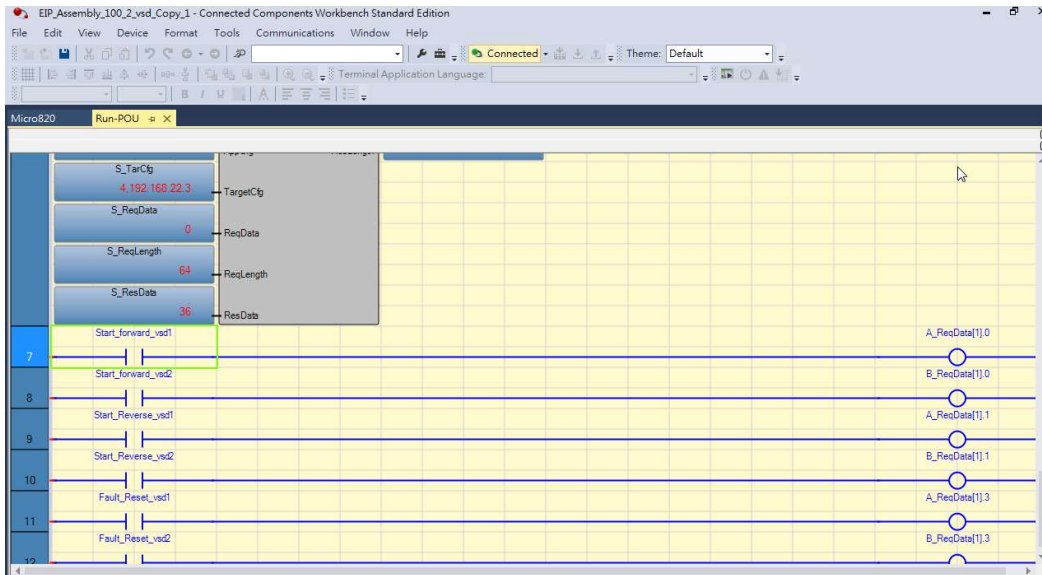 EIP_Assembly_100_2_vsd_Copy_1 - Connected Components Workbench Standard Edition
File Edit View Device Format Tools Communications Window Help
Connected Theme: Default
Terminal Application Language:
B I U A
Micro820 Run-POU
S_TarCfg
4,192.168.22.3 TargetCfg
S_ReqData
0 ReqData
S_ReqLength
64 ReqLength
S_ResData
36 ResData
Start_forward_vsd1 A_ReqData[1].0
7
Start_forward_vsd2 B_ReqData[1].0
8
Start_Reverse_vsd1 A_ReqData[1].1
9
Start_Reverse_vsd2 B_ReqData[1].1
10
Fault_Reset_vsd1 A_ReqData[1].3
11
Fault_Reset_vsd2 B_ReqData[1].3
12